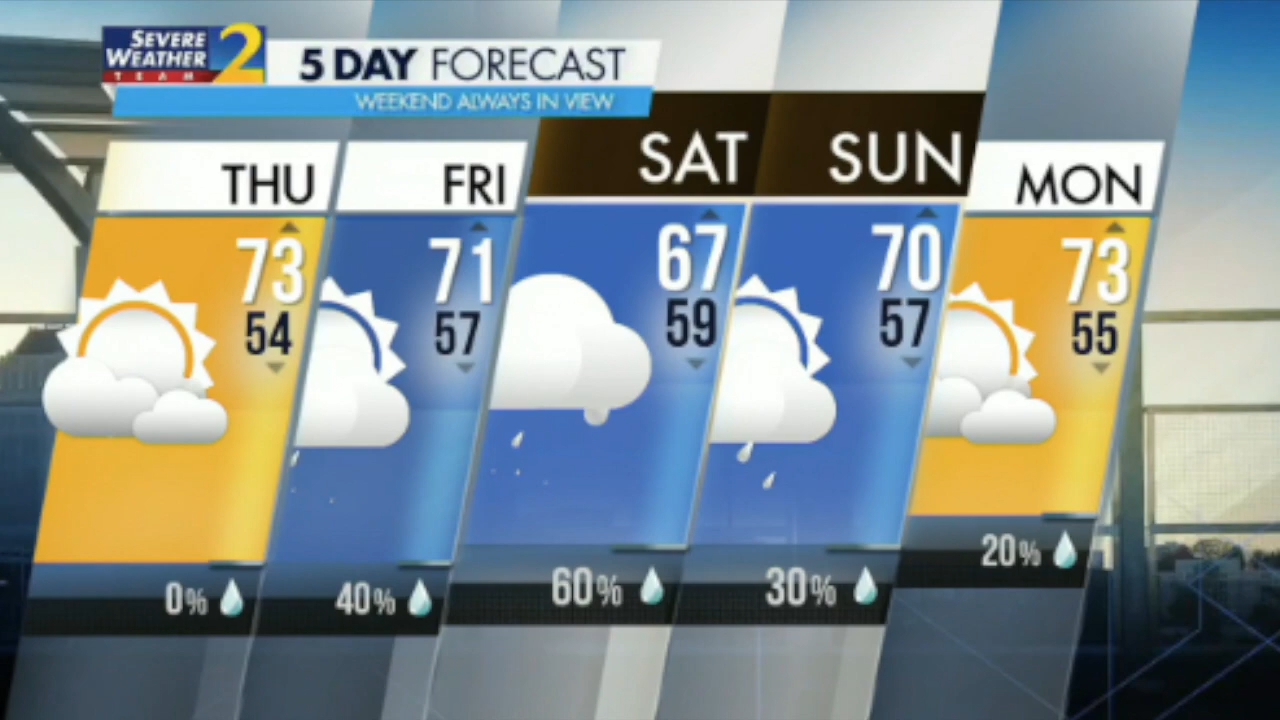 SEVERE
WEATHER
TEAM
2
5 DAY FORECAST
WEEKEND ALWAYS IN VIEW
THU
73
54
0%
FRI
71
57
40%
SAT
67
59
60%
SUN
70
57
30%
MON
73
55
20%